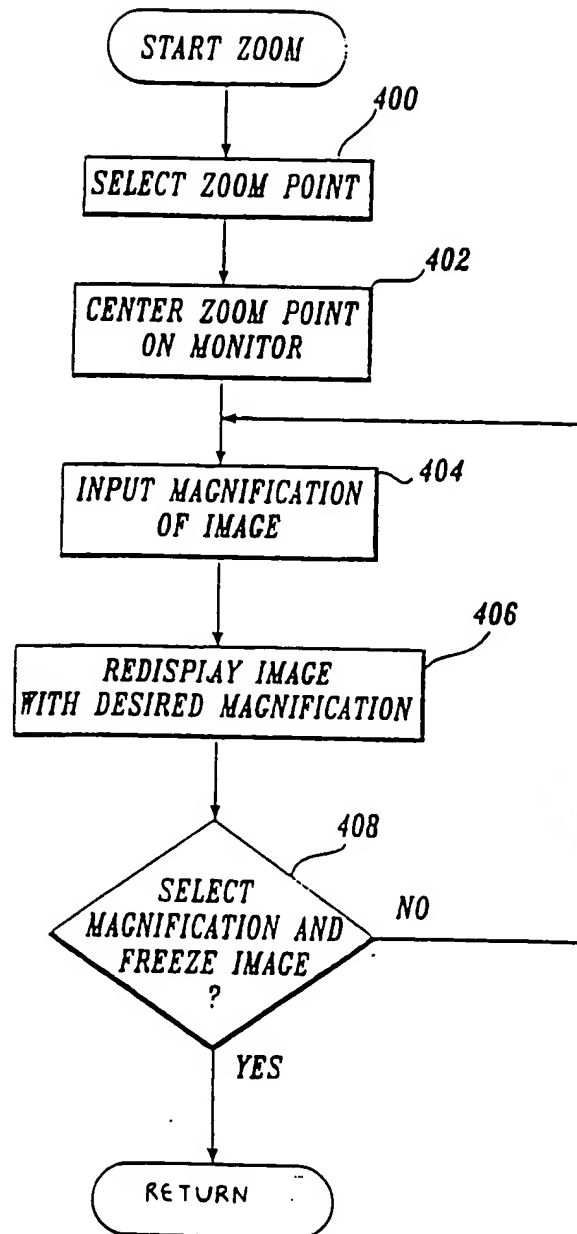 START ZOOM
400
SELECT ZOOM POINT
402
CENTER ZOOM POINT
ON MONITOR
404
INPUT MAGNIFICATION
OF IMAGE
406
REDISPLAY IMAGE
WITH DESIRED MAGNIFICATION
408
SELECT
MAGNIFICATION AND
FREEZE IMAGE
?
NO
YES
RETURN